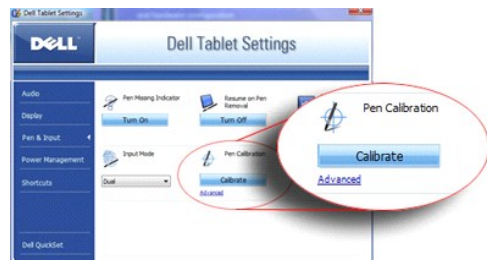 Dell Tablet Settings
DELL
Dell Tablet Settings
Audio
Display
Pen & Input
Power Management
Shortcuts
Dell QuickSet
Pen Missing Indicator
Turn On
Resume on Pen
Removal
Turn Off
Input Mode
Dual
Pen Calibration
Calibrate
Advanced
Pen Calibration
Calibrate
Advanced